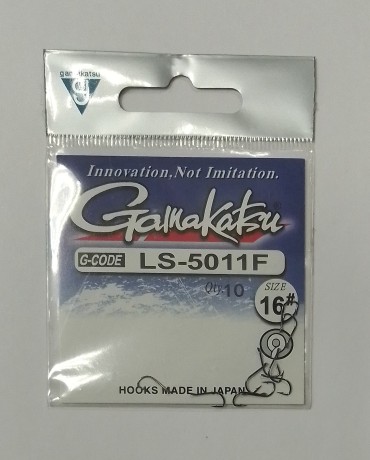 gamakatsu
g
Innovation, Not Imitation.
Gamakatsu®
G-CODE LS-5011F
Qty. 10
SIZE
16#
HOOKS MADE IN JAPAN